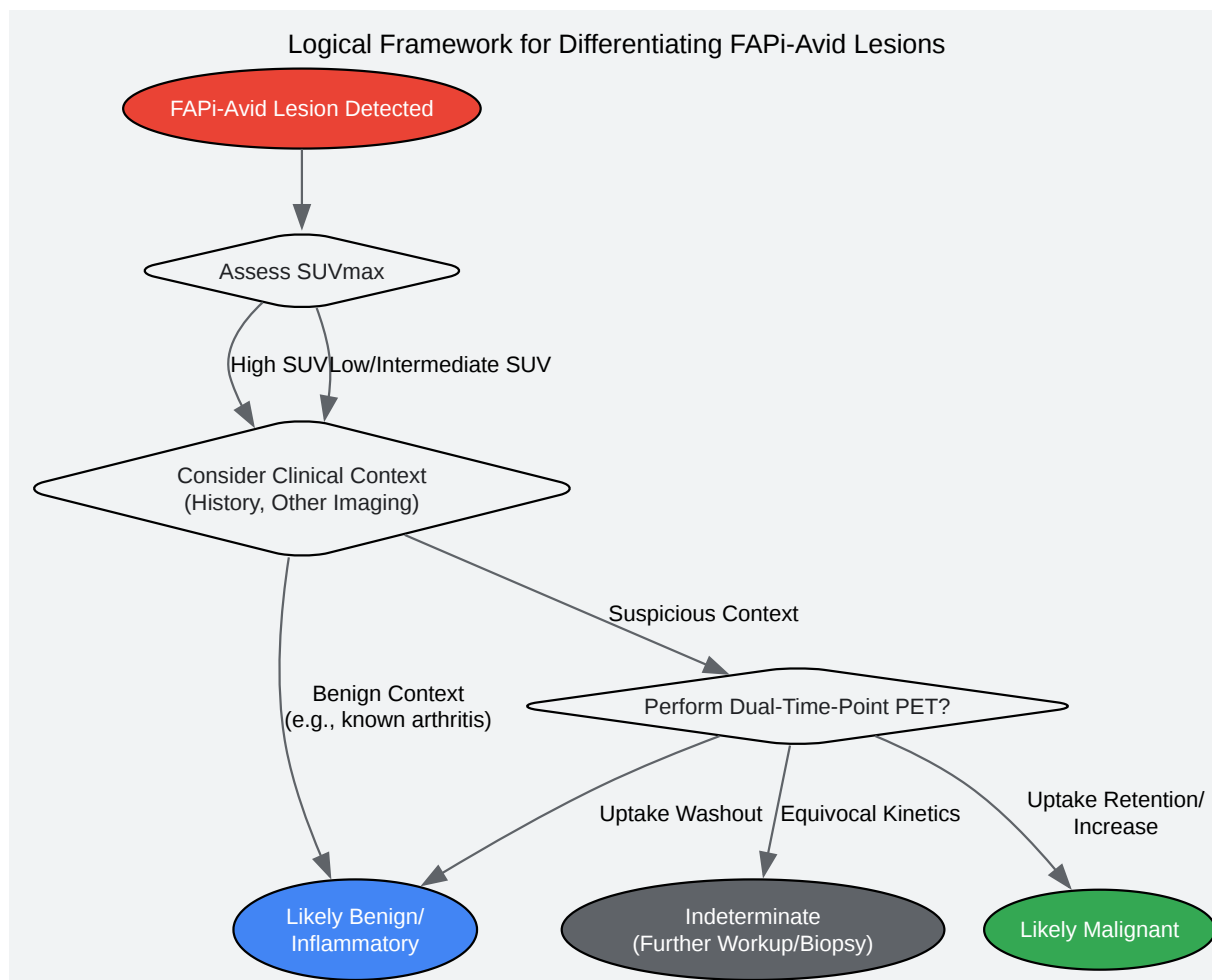 Logical Framework for Differentiating FAPi-Avid Lesions
FAPi-Avid Lesion Detected
Assess SUVmax
High SUV
Low/Intermediate SUV
Consider Clinical Context
(History, Other Imaging)
Suspicious Context
Benign Context
(e.g., known arthritis)
Perform Dual-Time-Point PET?
Uptake Washout
Equivocal Kinetics
Uptake Retention/
Increase
Likely Benign/
Inflammatory
Indeterminate
(Further Workup/Biopsy)
Likely Malignant